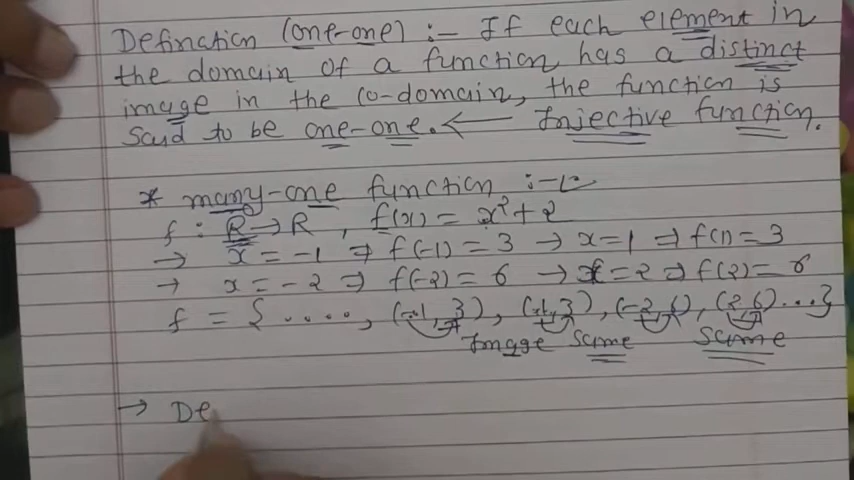 Defination (one-one) :- If each element in
the domain of a function has a distinct
image in the co-domain, the function is
said to be one-one. ← Injective function.
* many-one function :-
f : R → R , f(x) = x² + 2
→ x = -1 ⇒ f(-1) = 3 → x = 1 ⇒ f(1) = 3
→ x = -2 ⇒ f(-2) = 6 → x = 2 ⇒ f(2) = 6
f = { ....., (-1, 3), (1, 3), (-2, 6), (2, 6) ... }
Image same same
→ De